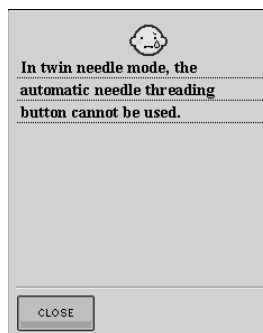 In twin needle mode, the
automatic needle threading
button cannot be used.
CLOSE